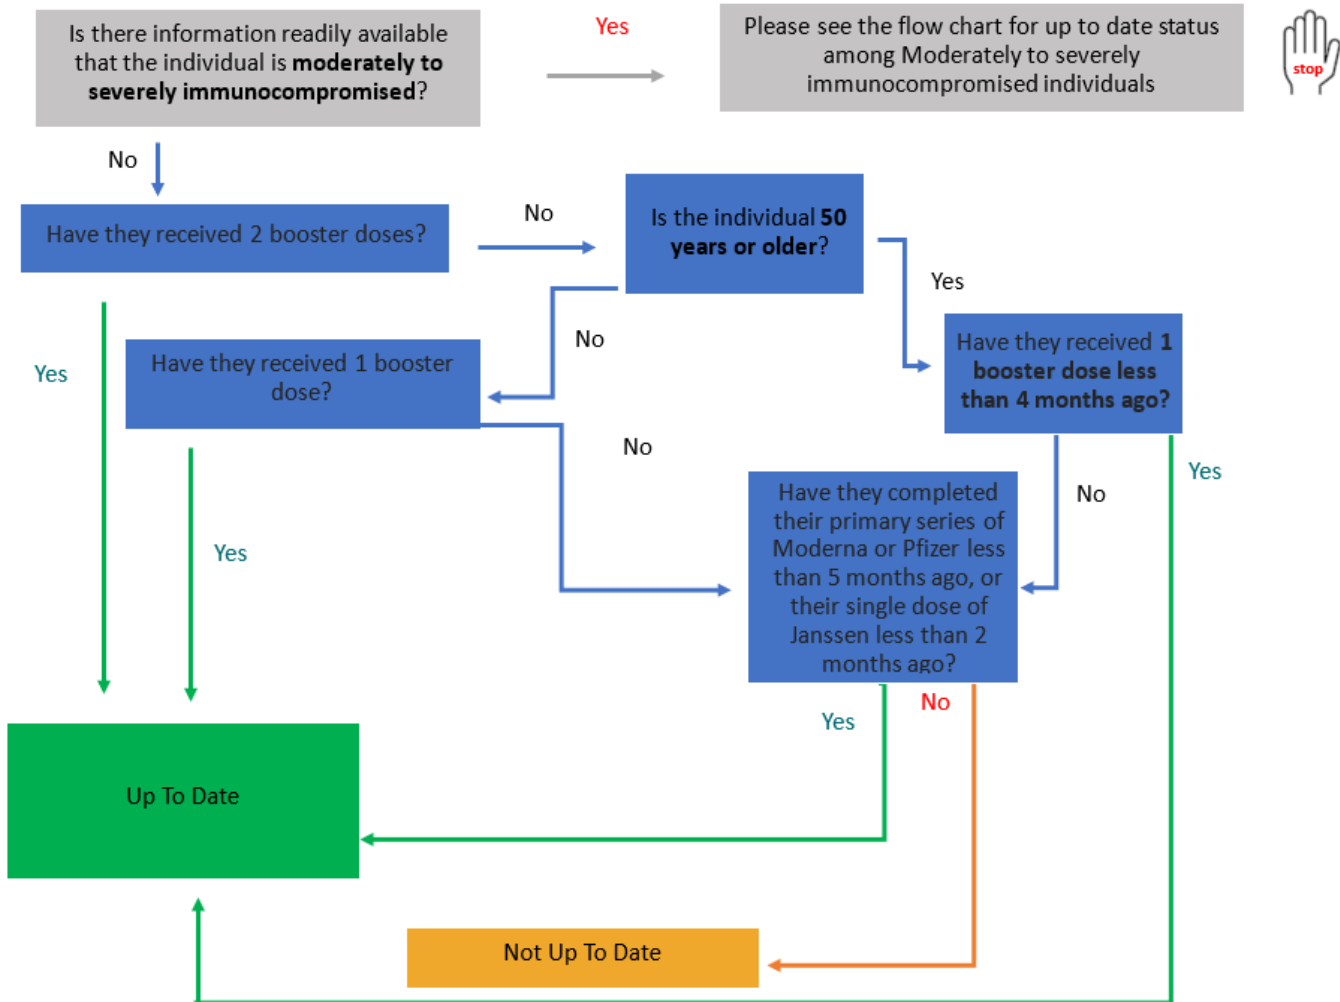 Is there information readily available
that the individual is moderately to
severely immunocompromised?
Yes
Please see the flow chart for up to date status
among Moderately to severely
immunocompromised individuals
stop
No
Have they received 2 booster doses?
No
Is the individual 50
years or older?
Yes
No
Have they received 1
booster dose less
than 4 months ago?
Have they received 1 booster
dose?
Yes
No
Yes
No
Have they completed
their primary series of
Moderna or Pfizer less
than 5 months ago, or
their single dose of
Janssen less than 2
months ago?
Yes
Yes
No
Up To Date
Not Up To Date